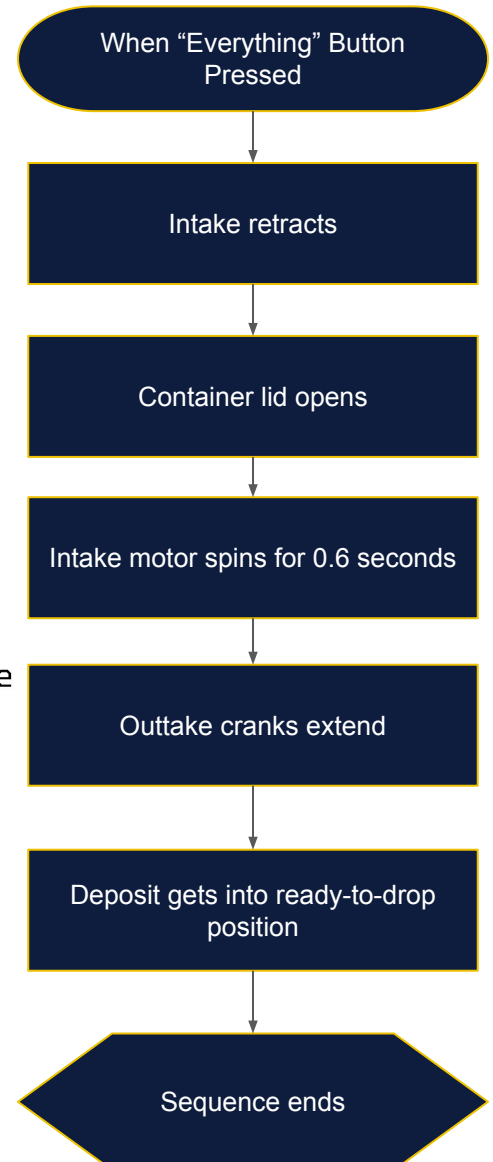 When “Everything” Button
Pressed
Intake retracts
Container lid opens
Intake motor spins for 0.6 seconds
Outtake cranks extend
Deposit gets into ready-to-drop
position
Sequence ends